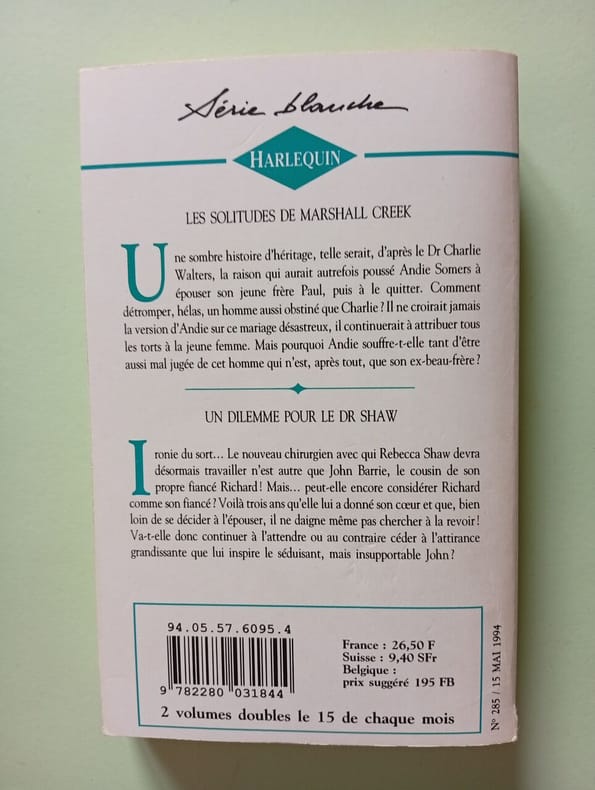 Série blanche
HARLEQUIN
LES SOLITUDES DE MARSHALL CREEK
Une sombre histoire d'héritage, telle serait, d'après le Dr Charlie
Walters, la raison qui aurait autrefois poussé Andie Somers à
épouser son jeune frère Paul, puis à le quitter. Comment
détromper, hélas, un homme aussi obstiné que Charlie ? Il ne croirait jamais
la version d'Andie sur ce mariage désastreux, il continuerait à attribuer tous
les torts à la jeune femme. Mais pourquoi Andie souffre-t-elle tant d'être
aussi mal jugée de cet homme qui n'est, après tout, que son ex-beau-frère ?
UN DILEMME POUR LE DR SHAW
Ironie du sort... Le nouveau chirurgien avec qui Rebecca Shaw devra
désormais travailler n'est autre que John Barrie, le cousin de son
propre fiancé Richard ! Mais... peut-elle encore considérer Richard
comme son fiancé ? Voilà trois ans qu'elle lui a donné son cœur et que, bien
loin de se décider à l'épouser, il ne daigne même pas chercher à la revoir !
Va-t-elle donc continuer à l'attendre ou au contraire céder à l'attirance
grandissante que lui inspire le séduisant, mais insupportable John ?
94.05.57.6095.4
9 782280 031844
France : 26,50 F
Suisse : 9,40 SFr
Belgique :
prix suggéré 195 FB
2 volumes doubles le 15 de chaque mois
N° 285 / 15 MAI 1994